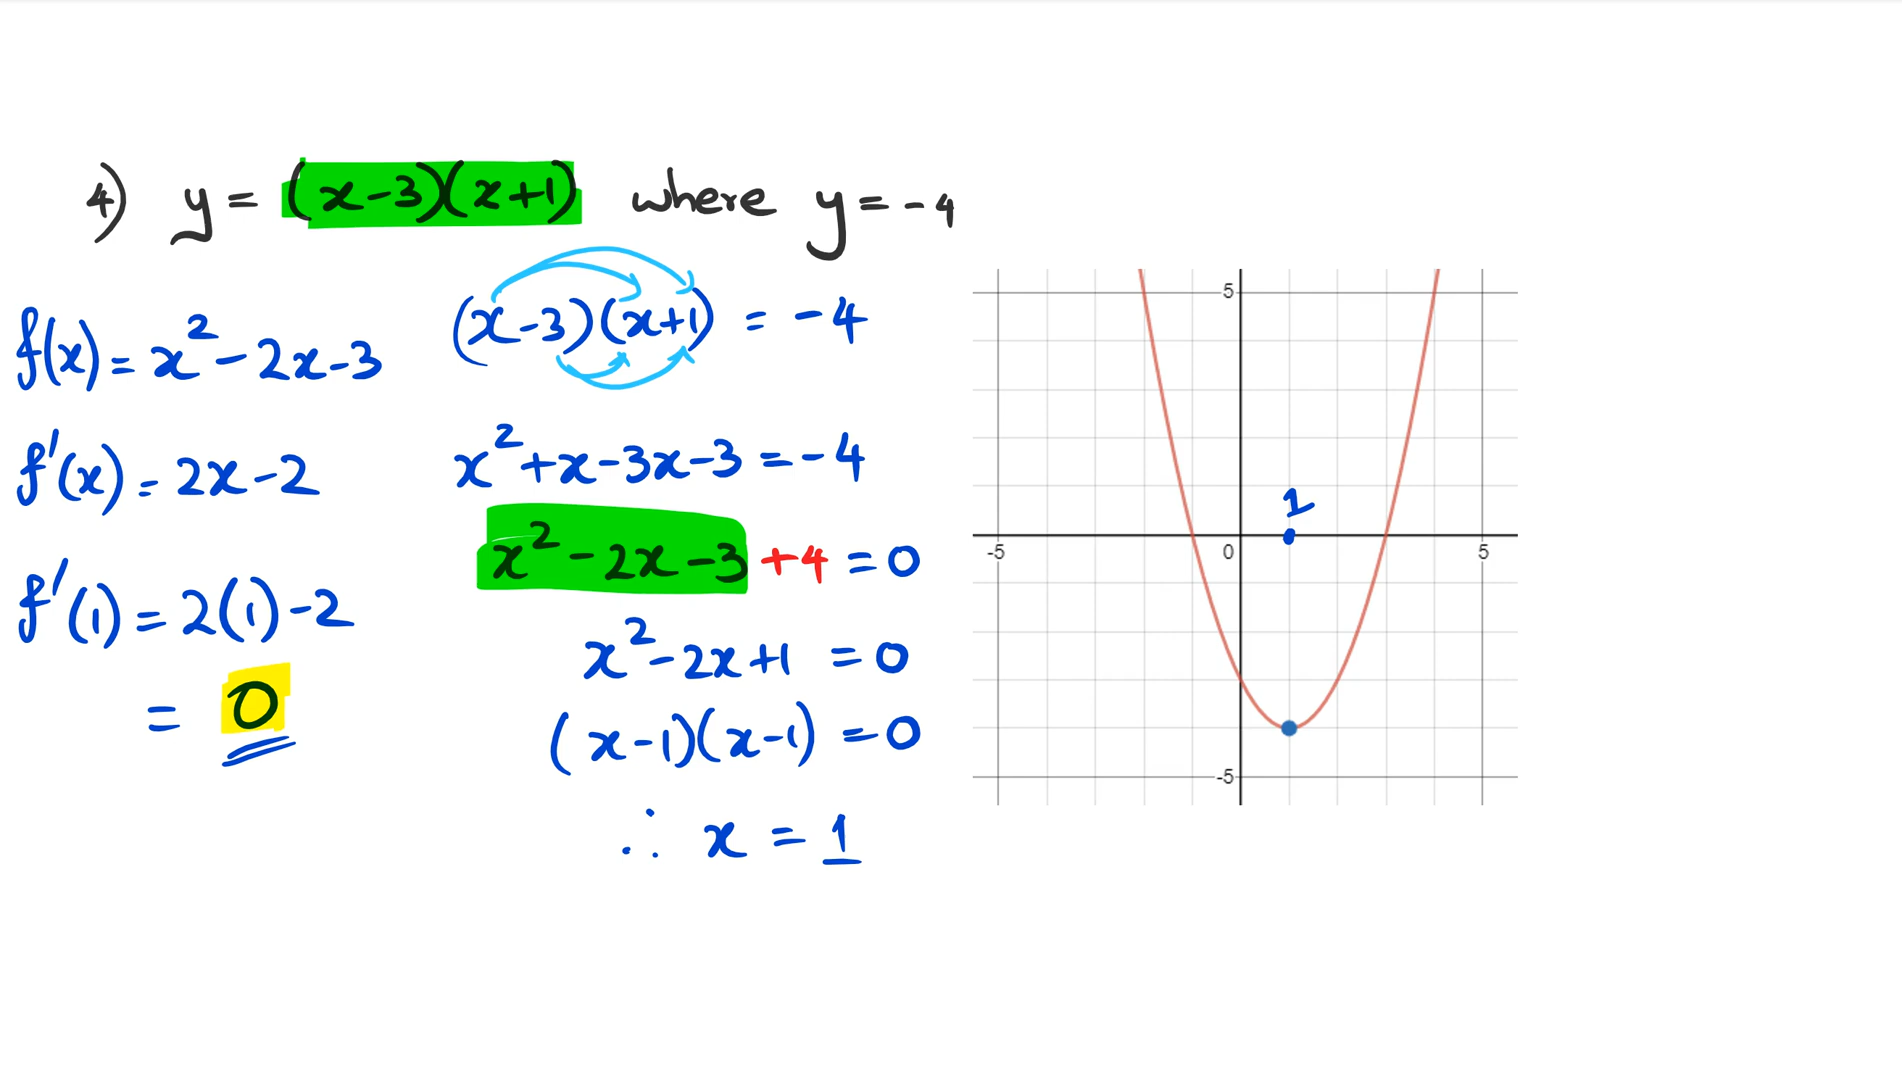 4) y = (x-3)(x+1) where y = -4
f(x) = x² - 2x - 3
f'(x) = 2x - 2
f'(1) = 2(1) - 2
= 0
(x-3)(x+1) = -4
x² + x - 3x - 3 = -4
x² - 2x - 3 + 4 = 0
x² - 2x + 1 = 0
(x-1)(x-1) = 0
∴ x = 1
5
1
-5 0 5
-5